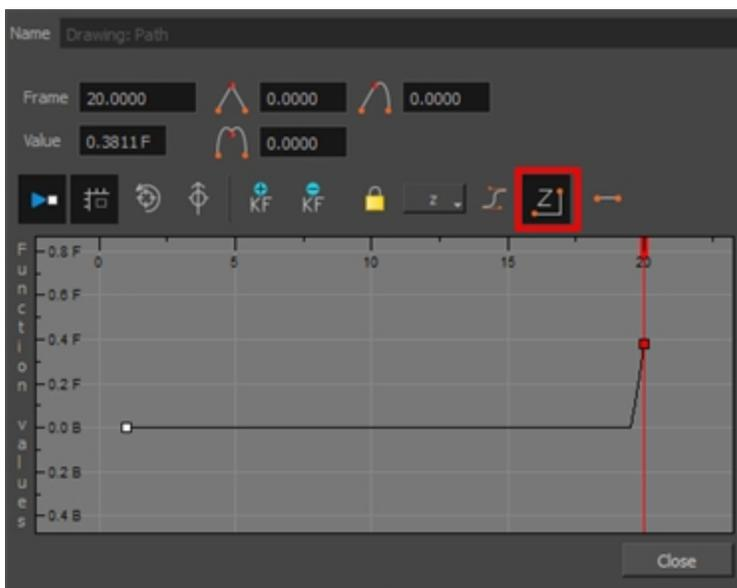 Name Drawing: Path
Frame 20.0000 0.0000 0.0000
Value 0.3811 F 0.0000
KF KF z Z
Function values
0.8 F
0 5 10 15 20
0.6 F
0.4 F
0.2 F
0.0 B
0.2 B
0.4 B
Close